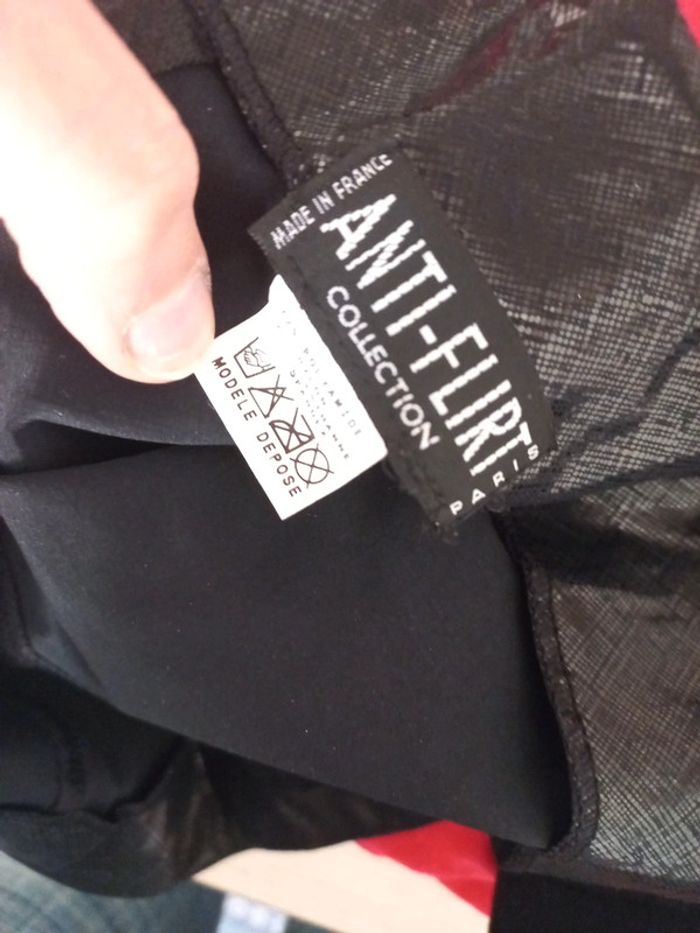 MADE IN FRANCE
ANTI-FLIRT
COLLECTION
PARIS
MODELE DEPOSE